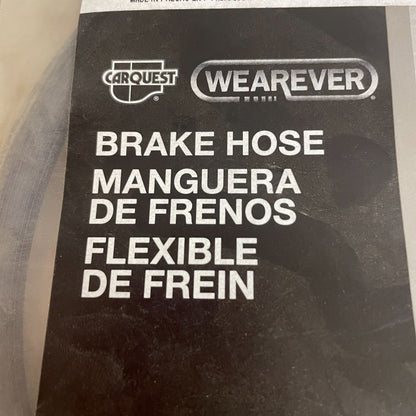 CARQUEST
WEAREVER
BRAKE HOSE
MANGUERA
DE FRENOS
FLEXIBLE
DE FREIN